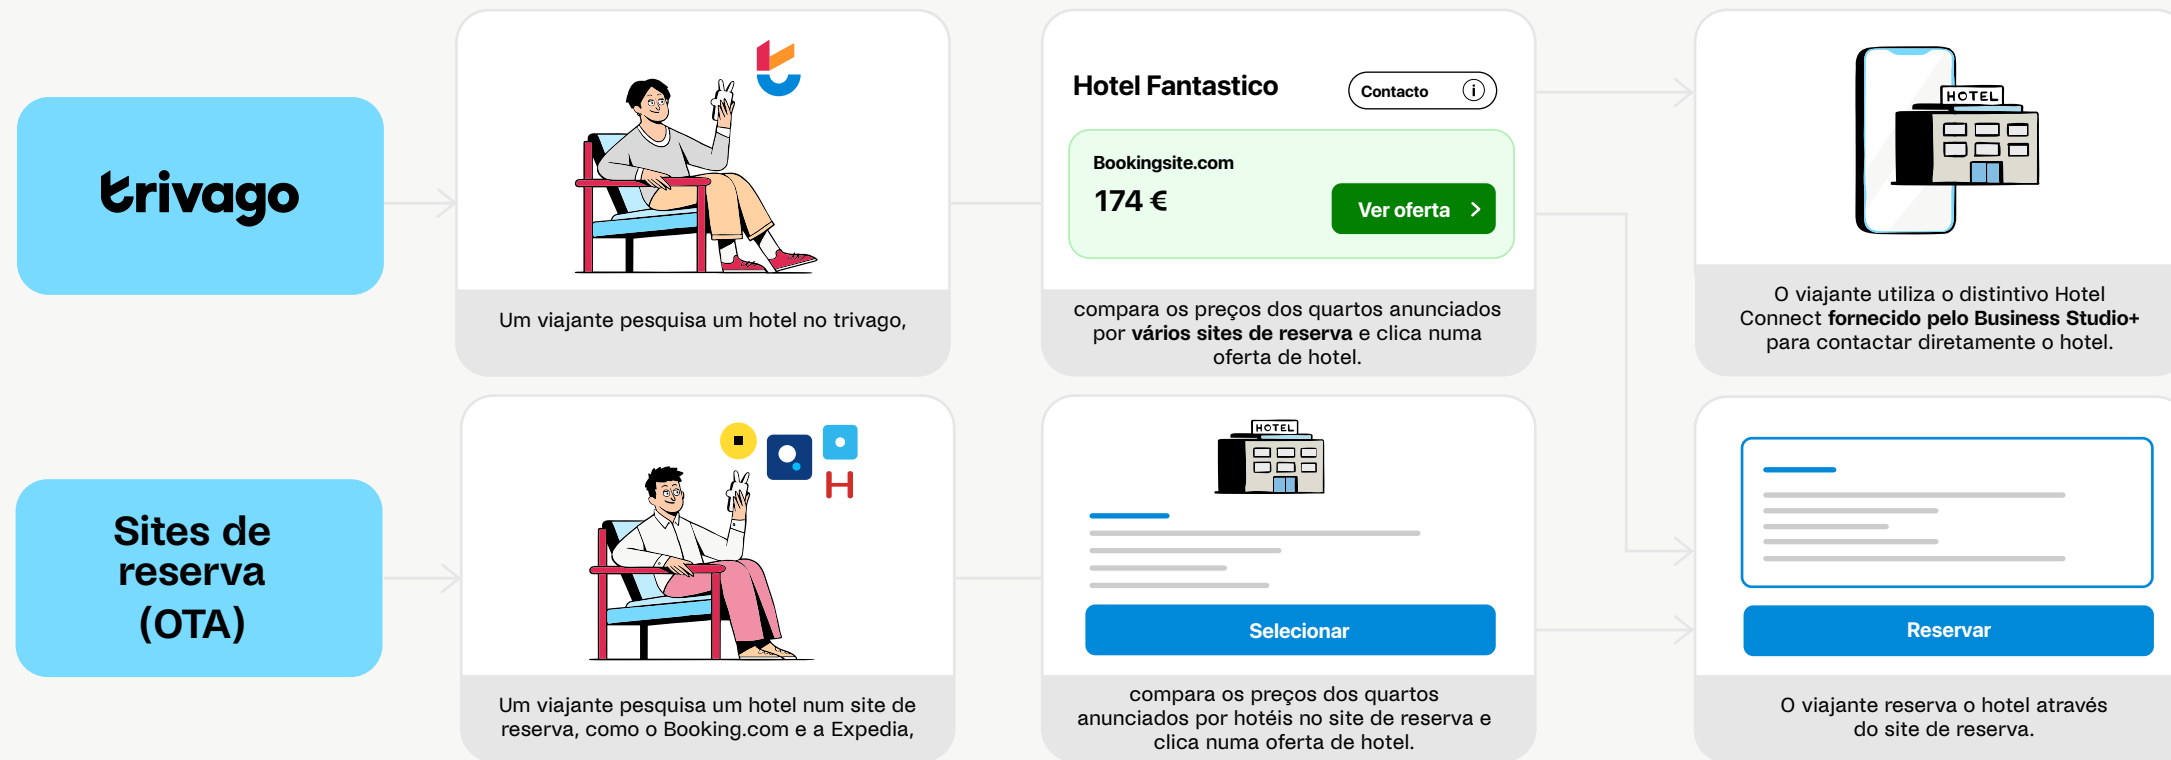 trivago
Um viajante pesquisa um hotel no trivago,
Hotel Fantastico
Contacto i
Bookingsite.com
174 €
Ver oferta
compara os preços dos quartos anunciados
por vários sites de reserva e clica numa
oferta de hotel.
HOTEL
O viajante utiliza o distintivo Hotel
Connect fornecido pelo Business Studio+
para contactar diretamente o hotel.
Sites de
reserva
(OTA)
H
Um viajante pesquisa um hotel num site de
reserva, como o Booking.com e a Expedia,
HOTEL
Selecionar
compara os preços dos quartos
anunciados por hotéis no site de reserva e
clica numa oferta de hotel.
Reservar
O viajante reserva o hotel através
do site de reserva.